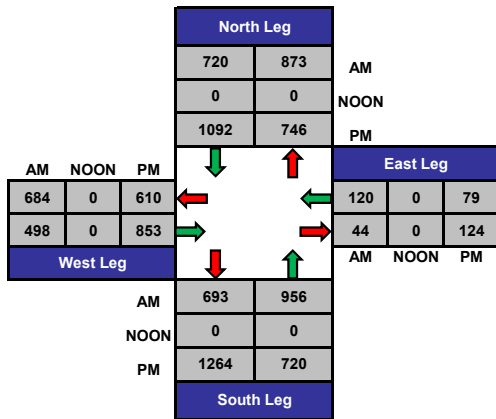 North Leg
720 873 AM
0 0 NOON
1092 746 PM
East Leg
AM NOON PM
684 0 610 120 0 79
498 0 853 44 0 124
West Leg AM NOON PM
AM 693 956
NOON 0 0
PM 1264 720
South Leg